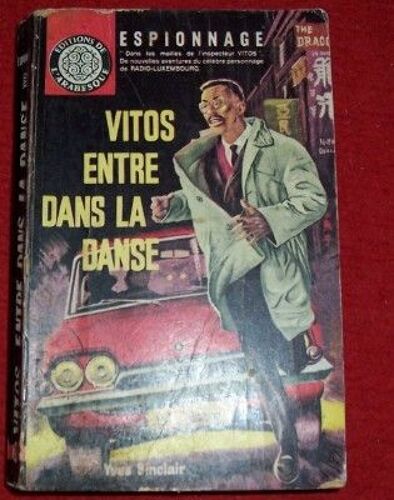 EDITIONS DE
L'ARABESQUE
ESPIONNAGE
"Dans les mailles de l'inspecteur VITOS"
De nouvelles aventures du célèbre personnage
de RADIO-LUXEMBOURG.
THE
DRAGO
VITOS
ENTRE
DANS LA
DANSE
Yves Sinclair
VITOS ENTRE DANS LA DANSE